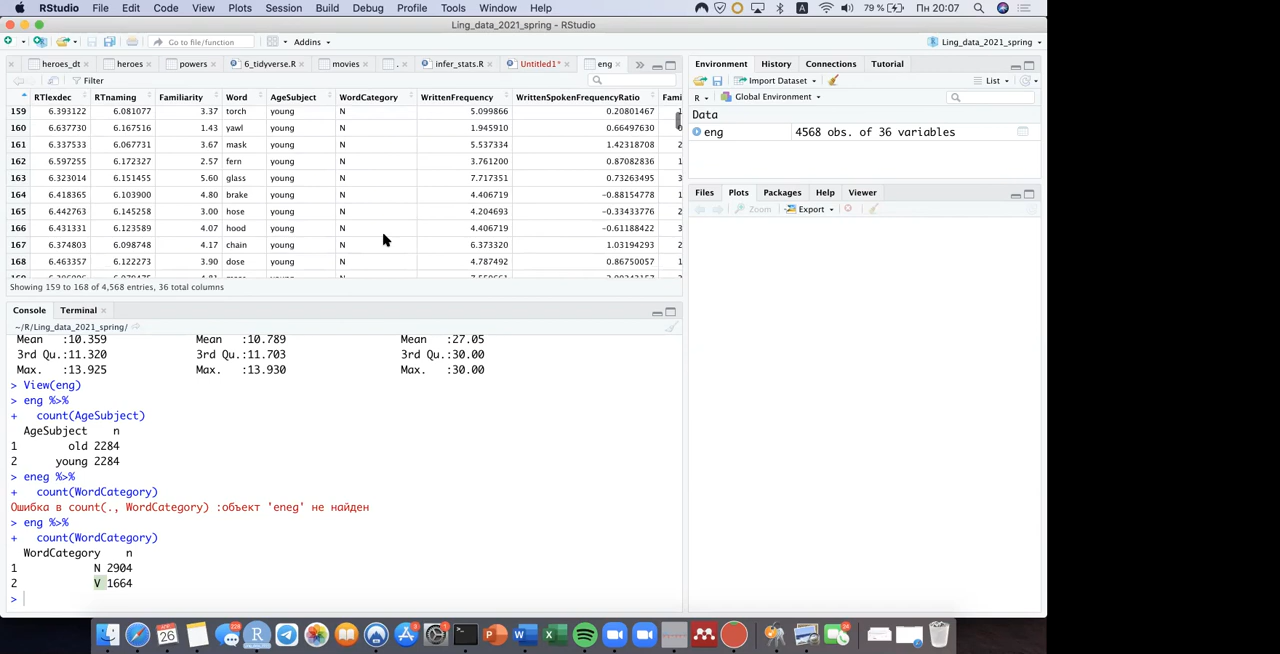 RStudio File Edit Code View Plots Session Build Debug Profile Tools Window Help 79 % Пн 20:07
Ling_data_2021_spring - RStudio
Go to file/function Addins Ling_data_2021_spring
heroes_dt heroes powers 6_tidyverse.R movies . infer_stats.R Untitled1* eng
Environment History Connections Tutorial
Filter
Import Dataset List
R Global Environment
RTlexdec RTnaming Familiarity Word AgeSubject WordCategory WrittenFrequency WrittenSpokenFrequencyRatio Fami
159 6.393122 6.081077 3.37 torch young N 5.099866 0.20801467 1
160 6.637730 6.167516 1.43 yawl young N 1.945910 0.66497630 0
161 6.337533 6.067731 3.67 mask young N 5.537334 1.42318708 2
162 6.597255 6.172327 2.57 fern young N 3.761200 0.87082836 1
163 6.323014 6.151455 5.60 glass young N 7.717351 0.73263495 3
164 6.418365 6.103900 4.80 brake young N 4.406719 -0.88154778 1
165 6.442763 6.145258 3.00 hose young N 4.204693 -0.33433776 2
166 6.431331 6.123589 4.07 hood young N 4.406719 -0.61188422 3
167 6.374803 6.098748 4.17 chain young N 6.373320 1.03194293 2
168 6.463357 6.122273 3.90 dose young N 4.787492 0.86750057 1
Showing 159 to 168 of 4,568 entries, 36 total columns
Data
eng 4568 obs. of 36 variables
Files Plots Packages Help Viewer
Zoom Export
Console Terminal
~/R/Ling_data_2021_spring/
Mean :10.359 Mean :10.789 Mean :27.05
3rd Qu.:11.320 3rd Qu.:11.703 3rd Qu.:30.00
Max. :13.925 Max. :13.930 Max. :30.00
> View(eng)
> eng %>%
+ count(AgeSubject)
AgeSubject n
1 old 2284
2 young 2284
> eneg %>%
+ count(WordCategory)
Ошибка в count(., WordCategory) :объект 'eneg' не найден
> eng %>%
+ count(WordCategory)
WordCategory n
1 N 2904
2 V 1664
>